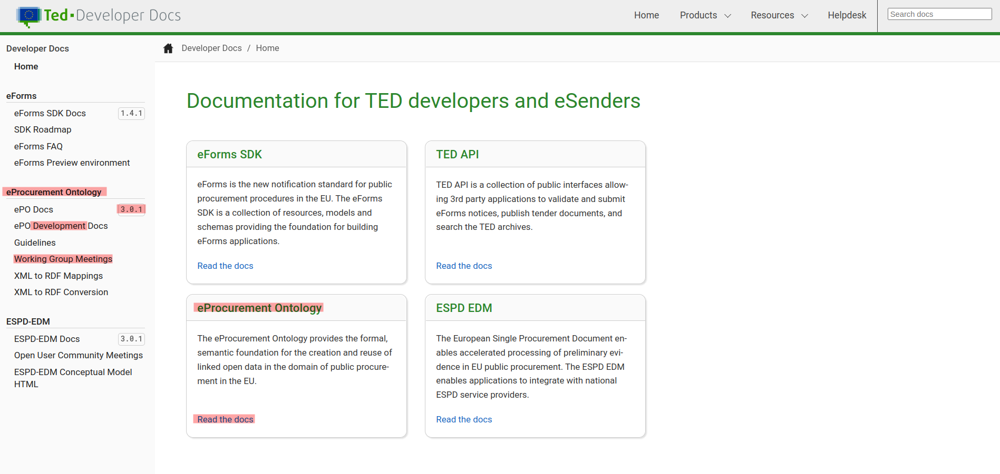 Ted Developer Docs
Home Products Resources Helpdesk Search docs
Developer Docs
Home
eForms
eForms SDK Docs 1.4.1
SDK Roadmap
eForms FAQ
eForms Preview environment
eProcurement Ontology
ePO Docs 3.0.1
ePO Development Docs
Guidelines
Working Group Meetings
XML to RDF Mappings
XML to RDF Conversion
ESPD-EDM
ESPD-EDM Docs 3.0.1
Open User Community Meetings
ESPD-EDM Conceptual Model
HTML
Developer Docs / Home
Documentation for TED developers and eSenders
eForms SDK
eForms is the new notification standard for public
procurement procedures in the EU. The eForms
SDK is a collection of resources, models and
schemas providing the foundation for building
eForms applications.
Read the docs
TED API
TED API is a collection of public interfaces allow-
ing 3rd party applications to validate and submit
eForms notices, publish tender documents, and
search the TED archives.
Read the docs
eProcurement Ontology
The eProcurement Ontology provides the formal,
semantic foundation for the creation and reuse of
linked open data in the domain of public procure-
ment in the EU.
Read the docs
ESPD EDM
The European Single Procurement Document en-
ables accelerated processing of preliminary evi-
dence in EU public procurement. The ESPD EDM
enables applications to integrate with national
ESPD service providers.
Read the docs